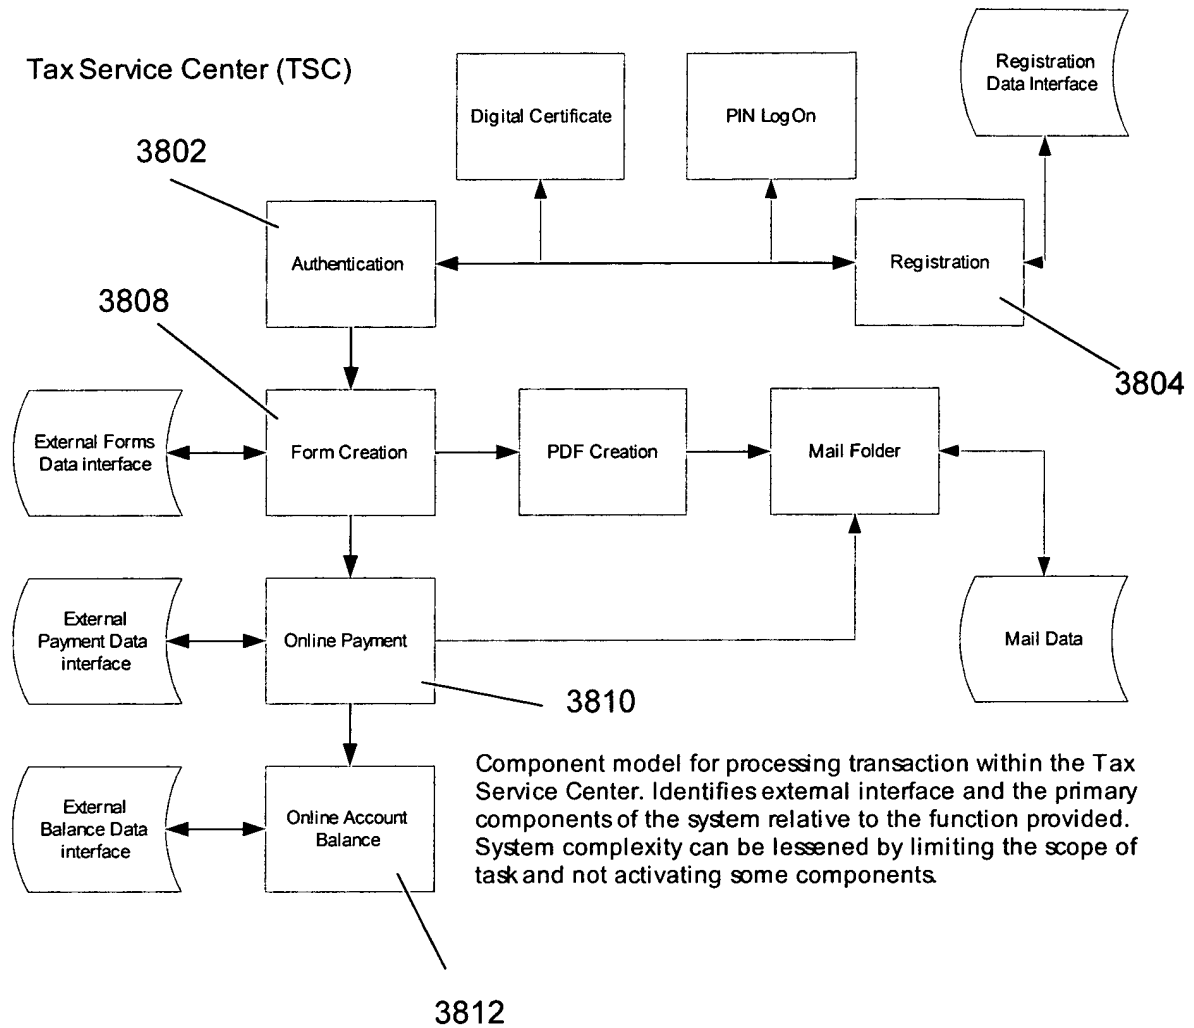 Tax Service Center (TSC)
Digital Certificate
PIN LogOn
Registration
Data Interface
3802
Authentication
Registration
3808
3804
External Forms
Data interface
Form Creation
PDF Creation
Mail Folder
External
Payment Data
interface
Online Payment
Mail Data
3810
External
Balance Data
interface
Online Account
Balance
Component model for processing transaction within the Tax
Service Center. Identifies external interface and the primary
components of the system relative to the function provided.
System complexity can be lessened by limiting the scope of
task and not activating some components.
3812